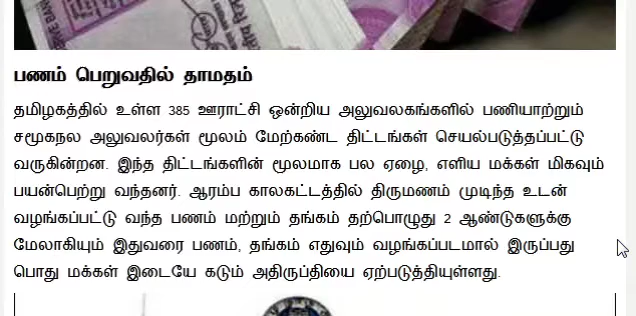 பணம் பெறுவதில் தாமதம்
தமிழகத்தில் உள்ள 385 ஊராட்சி ஒன்றிய அலுவலகங்களில் பணியாற்றும்
சமூகநல அலுவலர்கள் மூலம் மேற்கண்ட திட்டங்கள் செயல்படுத்தப்பட்டு
வருகின்றன. இந்த திட்டங்களின் மூலமாக பல ஏழை, எளிய மக்கள் மிகவும்
பயன்பெற்று வந்தனர். ஆரம்ப காலகட்டத்தில் திருமணம் முடிந்த உடன்
வழங்கப்பட்டு வந்த பணம் மற்றும் தங்கம் தற்பொழுது 2 ஆண்டுகளுக்கு
மேலாகியும் இதுவரை பணம், தங்கம் எதுவும் வழங்கப்படமால் இருப்பது
பொது மக்கள் இடையே கடும் அதிருப்தியை ஏற்படுத்தியுள்ளது.